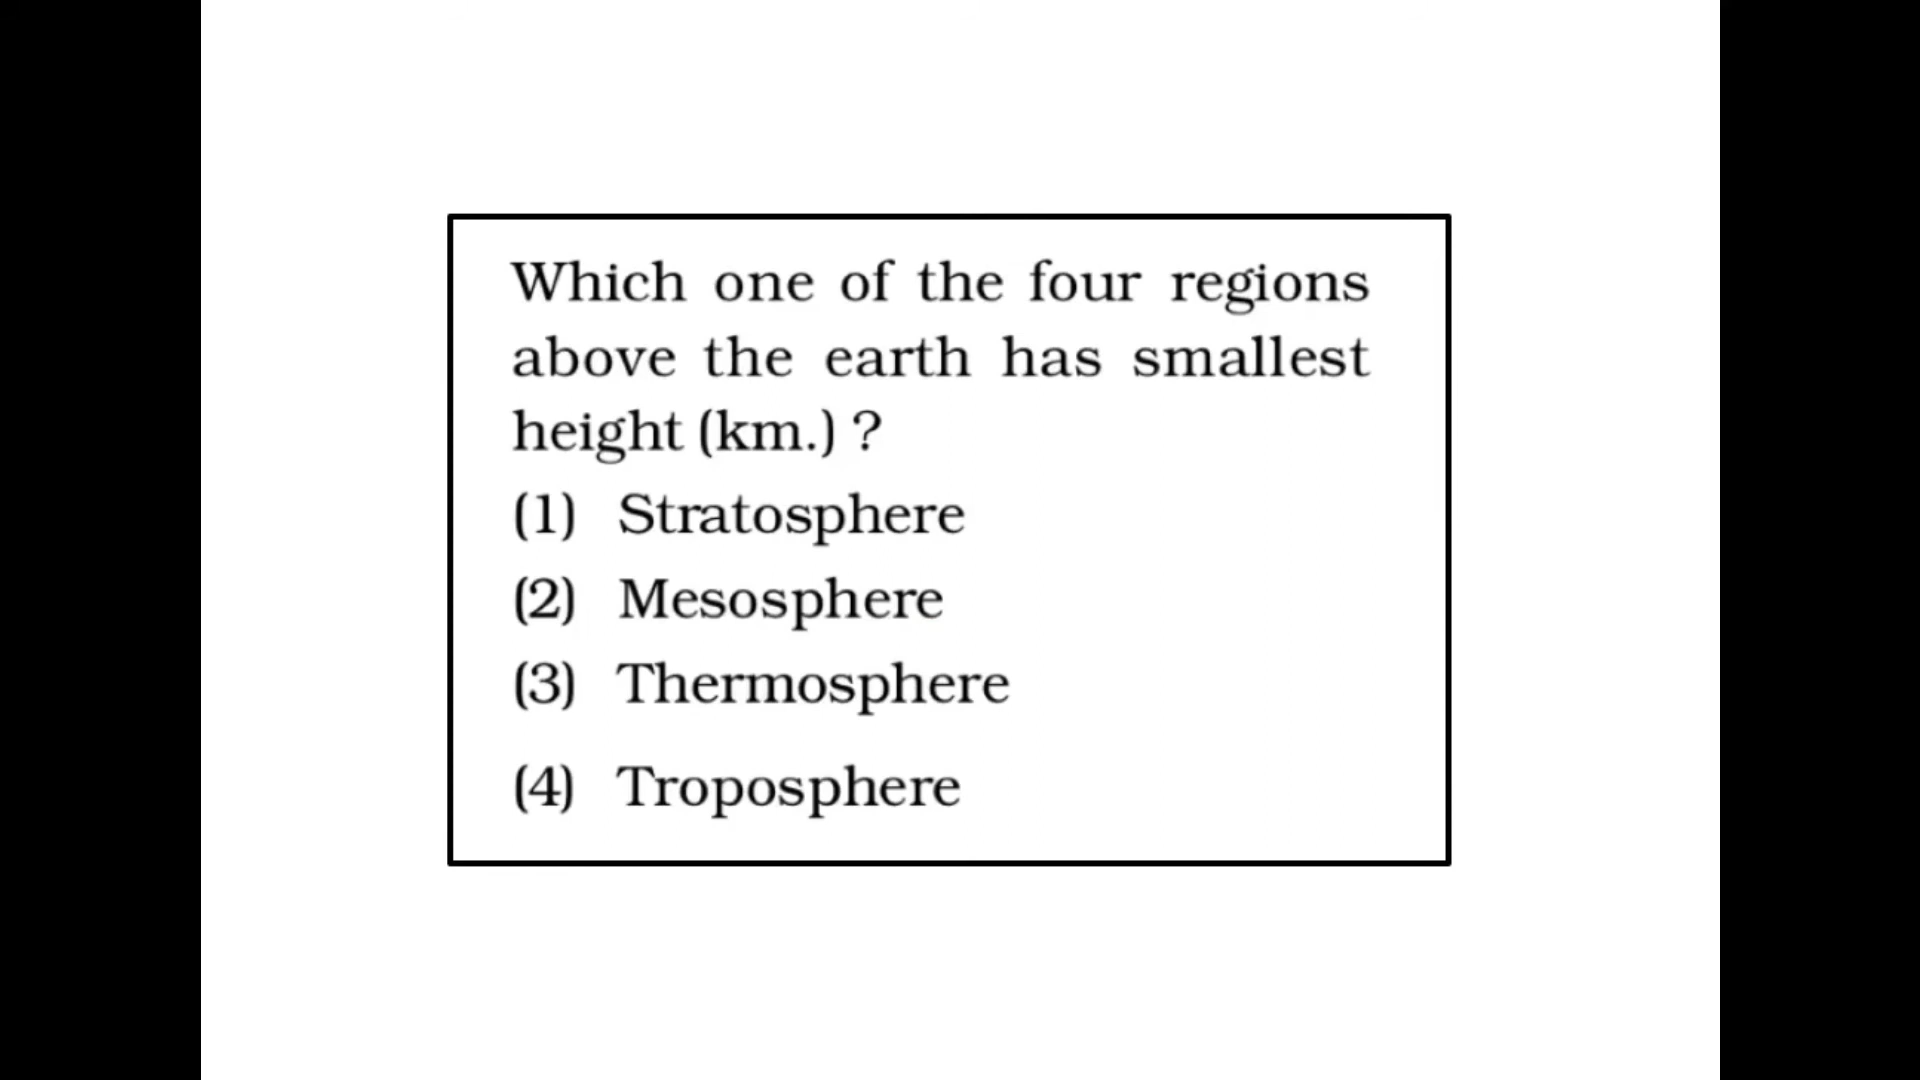 Which one of the four regions
above the earth has smallest
height (km.) ?
(1) Stratosphere
(2) Mesosphere
(3) Thermosphere
(4) Troposphere